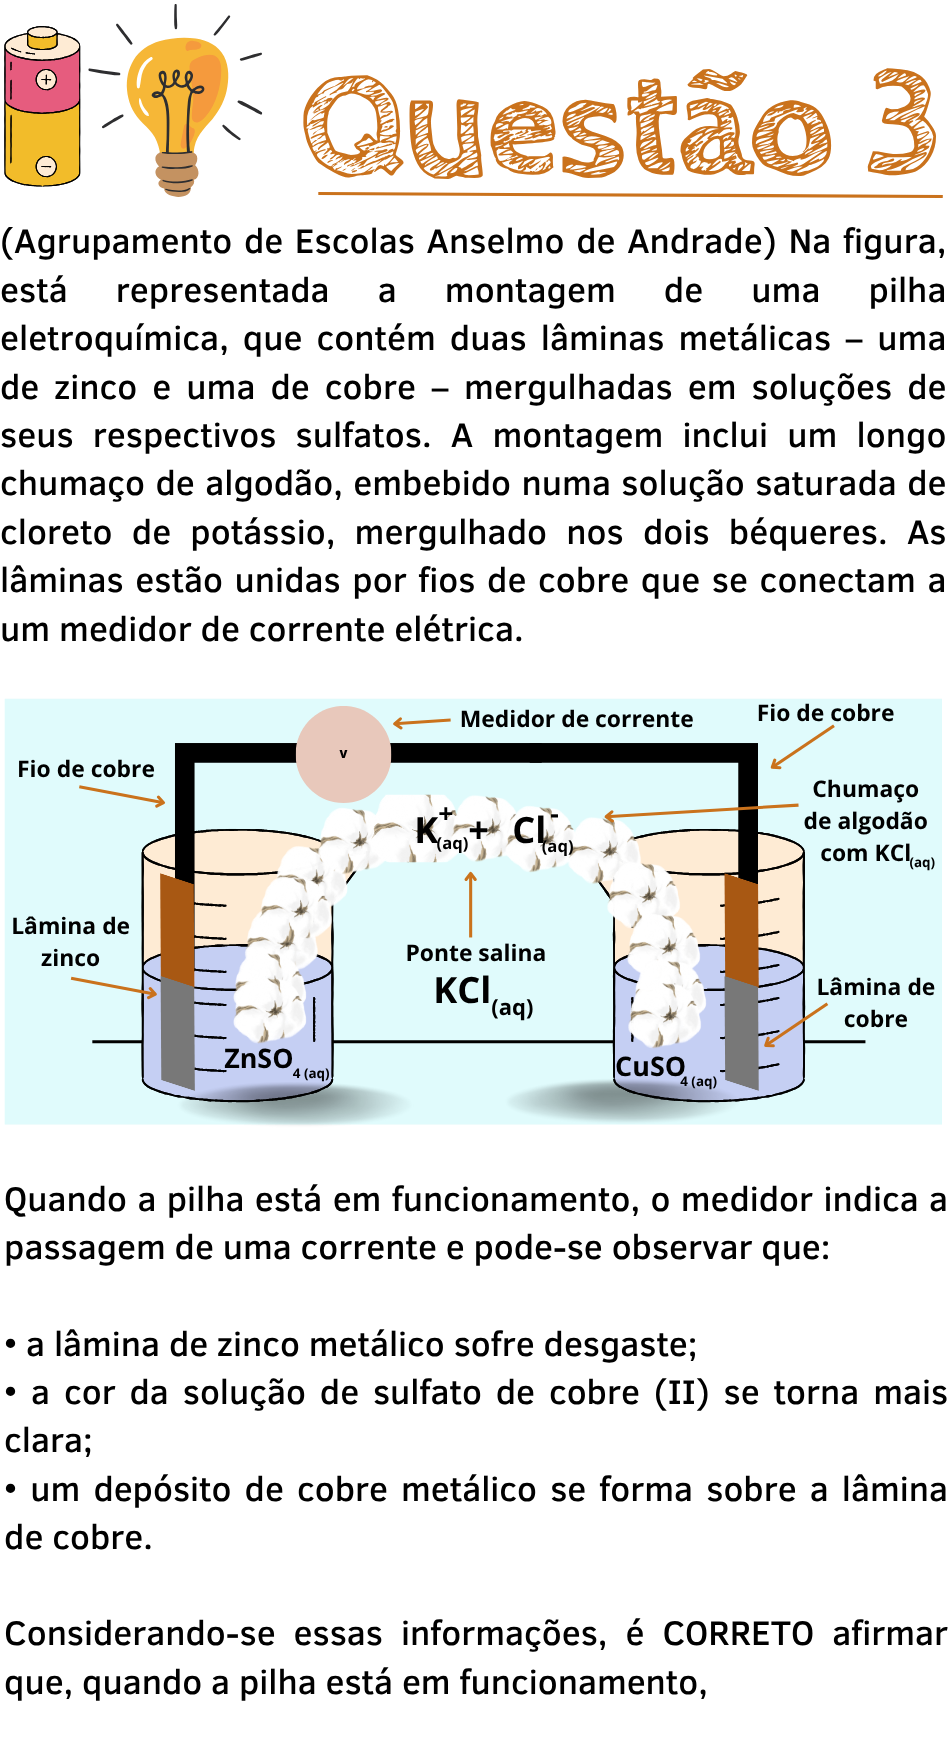 Questão 3
(Agrupamento de Escolas Anselmo de Andrade) Na figura,
está representada a montagem de uma pilha
eletroquímica, que contém duas lâminas metálicas – uma
de zinco e uma de cobre – mergulhadas em soluções de
seus respectivos sulfatos. A montagem inclui um longo
chumaço de algodão, embebido numa solução saturada de
cloreto de potássio, mergulhado nos dois béqueres. As
lâminas estão unidas por fios de cobre que se conectam a
um medidor de corrente elétrica.
Medidor de corrente
Fio de cobre
v
Fio de cobre
Chumaço
de algodão
com KCl(aq)
K+(aq) + Cl-(aq)
Lâmina de
zinco
Ponte salina
KCl(aq)
Lâmina de
cobre
ZnSO4 (aq)
CuSO4 (aq)
Quando a pilha está em funcionamento, o medidor indica a
passagem de uma corrente e pode-se observar que:
• a lâmina de zinco metálico sofre desgaste;
• a cor da solução de sulfato de cobre (II) se torna mais
clara;
• um depósito de cobre metálico se forma sobre a lâmina
de cobre.
Considerando-se essas informações, é CORRETO afirmar
que, quando a pilha está em funcionamento,